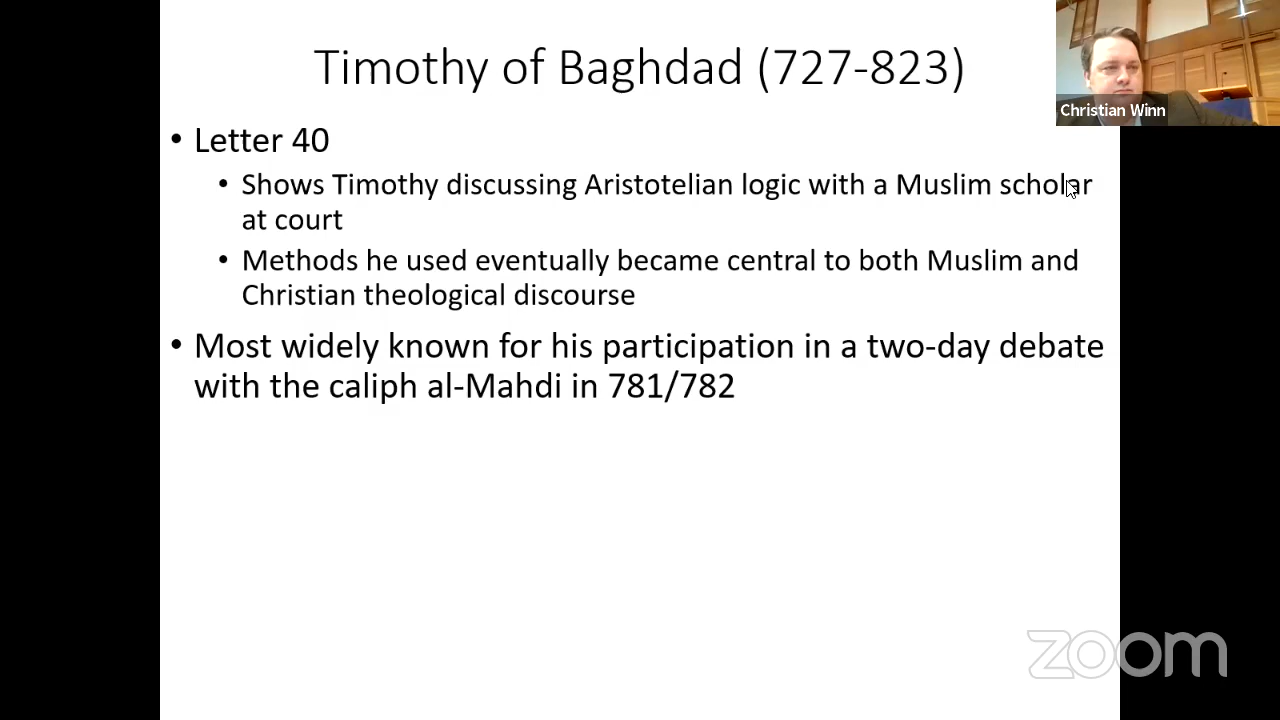 Timothy of Baghdad (727-823)
Christian Winn
• Letter 40
• Shows Timothy discussing Aristotelian logic with a Muslim scholar
at court
• Methods he used eventually became central to both Muslim and
Christian theological discourse
• Most widely known for his participation in a two-day debate
with the caliph al-Mahdi in 781/782
zoom